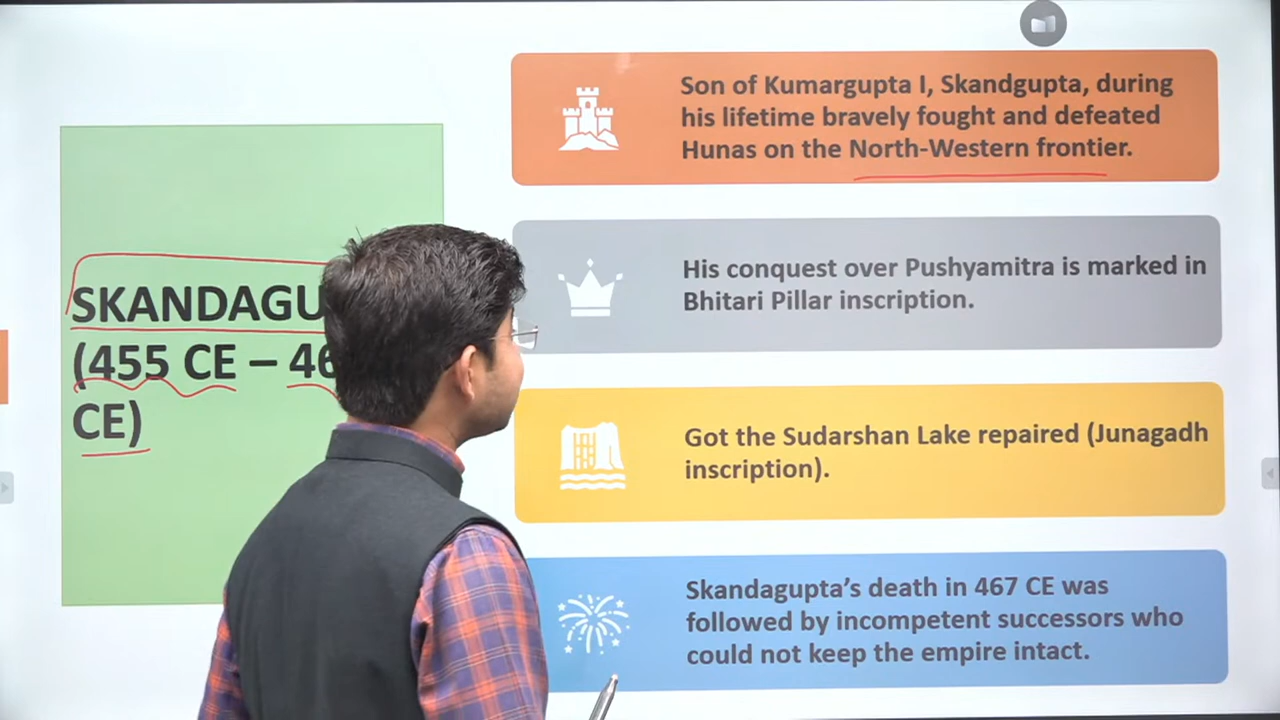 SKANDAGU
(455 CE – 46
CE)
Son of Kumargupta I, Skandgupta, during
his lifetime bravely fought and defeated
Hunas on the North-Western frontier.
His conquest over Pushyamitra is marked in
Bhitari Pillar inscription.
Got the Sudarshan Lake repaired (Junagadh
inscription).
Skandagupta's death in 467 CE was
followed by incompetent successors who
could not keep the empire intact.